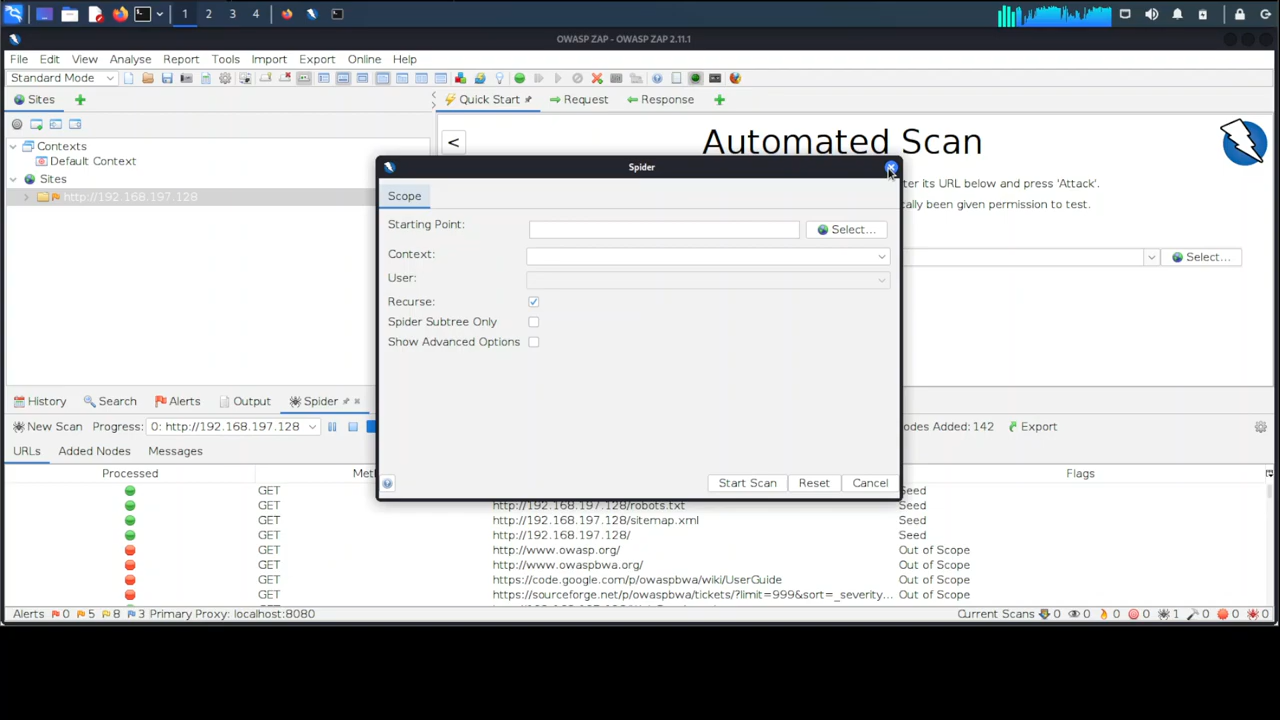 1 2 3 4
OWASP ZAP - OWASP ZAP 2.11.1
File Edit View Analyse Report Tools Import Export Online Help
Standard Mode
Sites
Quick Start Request Response
<
Automated Scan
Contexts
Default Context
Sites
http://192.168.197.128
ter its URL below and press 'Attack'.
cally been given permission to test.
Select...
Spider
Scope
Starting Point: Select...
Context:
User:
Recurse:
Spider Subtree Only
Show Advanced Options
Start Scan Reset Cancel
History Search Alerts Output Spider
New Scan Progress: 0: http://192.168.197.128 odes Added: 142 Export
URLs Added Nodes Messages
Processed Met Flags
GET Seed
GET http://192.168.197.128/robots.txt Seed
GET http://192.168.197.128/sitemap.xml Seed
GET http://192.168.197.128/ Seed
GET http://www.owasp.org/ Out of Scope
GET http://www.owaspbwa.org/ Out of Scope
GET https://code.google.com/p/owaspbwa/wiki/UserGuide Out of Scope
GET https://sourceforge.net/p/owaspbwa/tickets/?limit=999&sort=_severity... Out of Scope
Alerts 0 5 8 3 Primary Proxy: localhost:8080 Current Scans 0 0 0 0 1 0 0 0